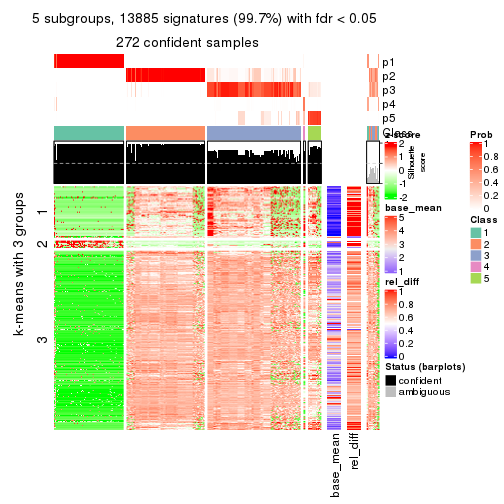 5 subgroups, 13885 signatures (99.7%) with fdr < 0.05
272 confident samples
p1
p2
p3
p4
p5
Class
z-score
2
1
0
-1
-2
Silhouette
score
Prob
1
0.8
0.6
0.4
0.2
0
Class
1
2
3
4
5
base_mean
5
4
3
2
1
rel_diff
1
0.8
0.6
0.4
0.2
0
Status (barplots)
confident
ambiguous
k-means with 3 groups
1
2
3
base_mean
rel_diff